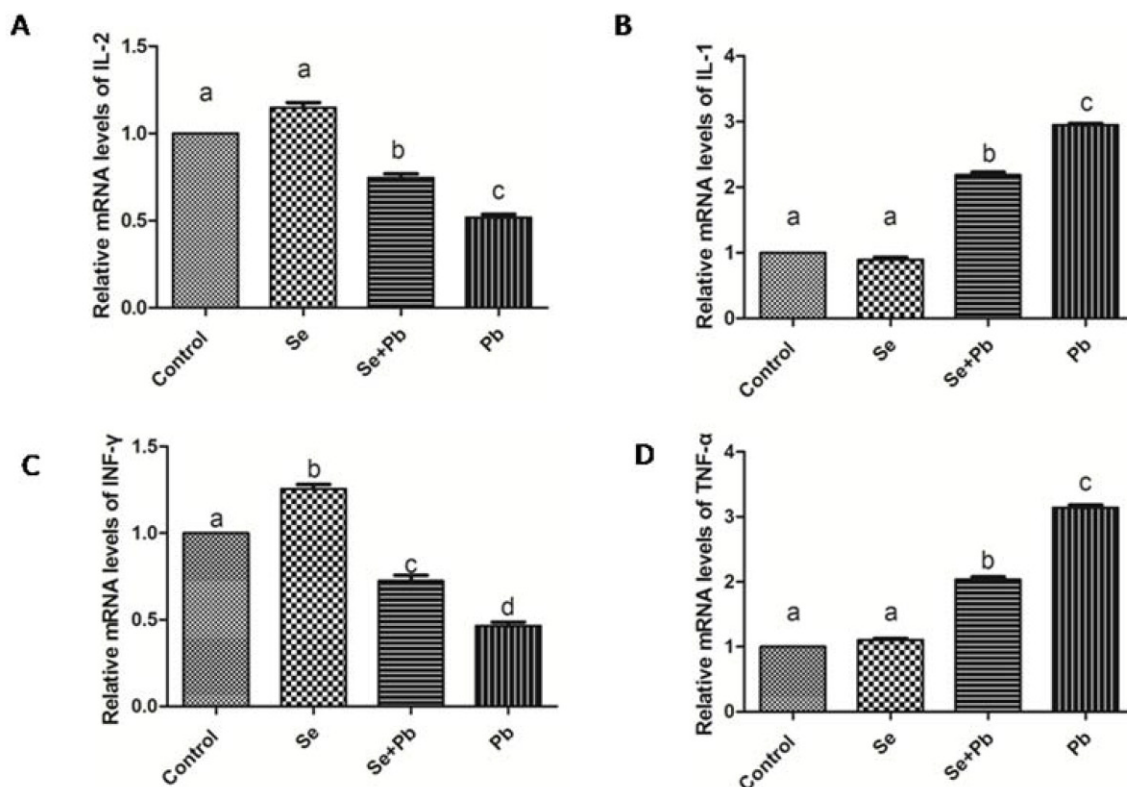 A
Relative mRNA levels of IL-2
1.5
1.0
0.5
0.0
a
a
b
c
Control
Se
Se+Pb
Pb
B
Relative mRNA levels of IL-1
4
3
2
1
0
a
a
b
c
Control
Se
Se+Pb
Pb
C
Relative mRNA levels of INF-γ
1.5
1.0
0.5
0.0
a
b
c
d
Control
Se
Se+Pb
Pb
D
Relative mRNA levels of TNF-α
4
3
2
1
0
a
a
b
c
Control
Se
Se+Pb
Pb